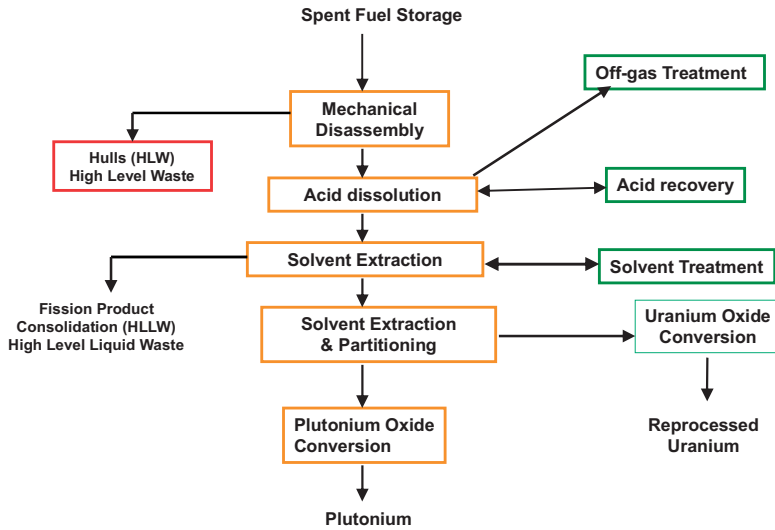 Spent Fuel Storage
Off-gas Treatment
Mechanical
Disassembly
Hulls (HLW)
High Level Waste
Acid dissolution
Acid recovery
Solvent Extraction
Solvent Treatment
Fission Product
Consolidation (HLLW)
High Level Liquid Waste
Solvent Extraction
& Partitioning
Uranium Oxide
Conversion
Plutonium Oxide
Conversion
Reprocessed
Uranium
Plutonium